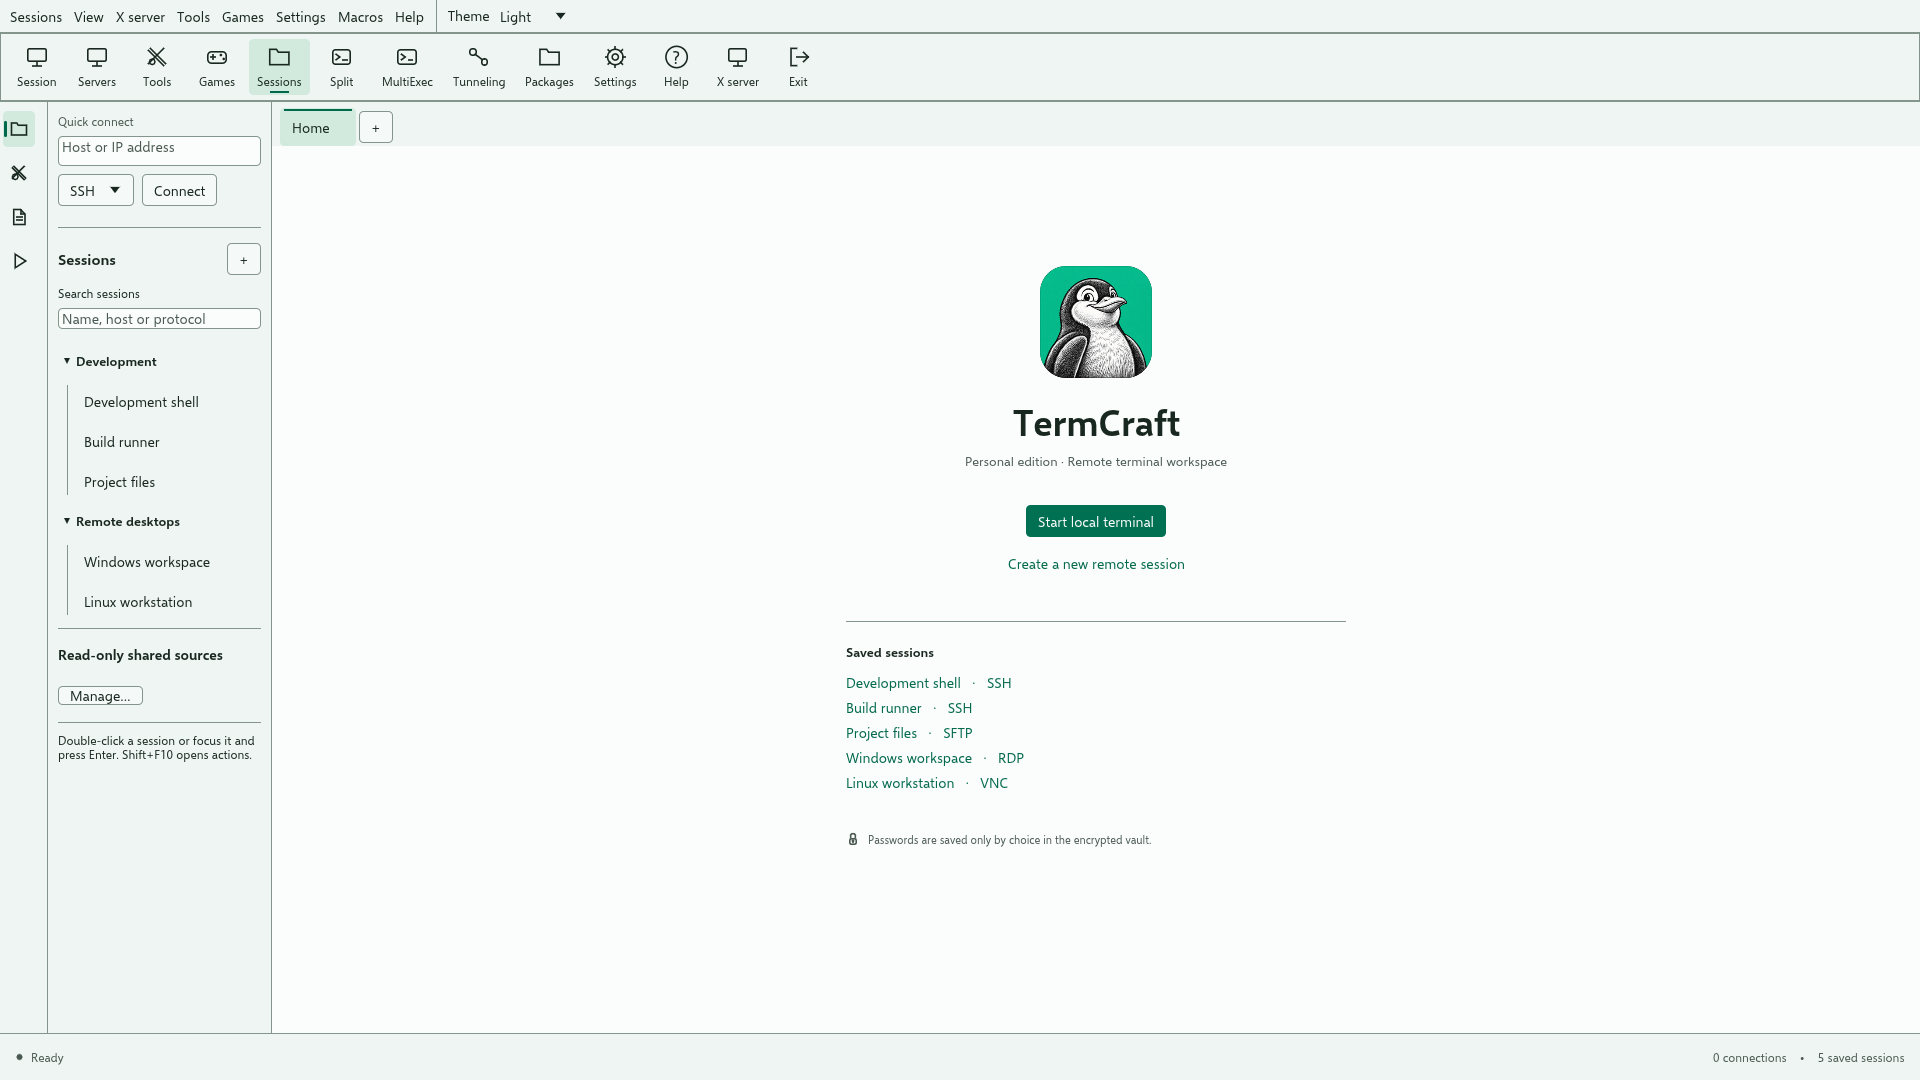 Sessions View X server Tools Games Settings Macros Help Theme Light
Session Servers Tools Games Sessions Split MultiExec Tunneling Packages Settings Help X server Exit
Quick connect
Host or IP address
SSH Connect
Sessions +
Search sessions
Name, host or protocol
Development
Development shell
Build runner
Project files
Remote desktops
Windows workspace
Linux workstation
Read-only shared sources
Manage...
Double-click a session or focus it and
press Enter. Shift+F10 opens actions.
Home +
TermCraft
Personal edition · Remote terminal workspace
Start local terminal
Create a new remote session
Saved sessions
Development shell · SSH
Build runner · SSH
Project files · SFTP
Windows workspace · RDP
Linux workstation · VNC
Passwords are saved only by choice in the encrypted vault.
Ready
0 connections • 5 saved sessions